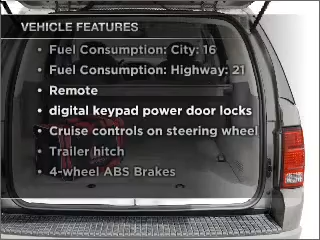 VEHICLE FEATURES
• Fuel Consumption: City: 16
• Fuel Consumption: Highway: 21
• Remote
• digital keypad power door locks
• Cruise controls on steering wheel
• Trailer hitch
• 4-wheel ABS Brakes